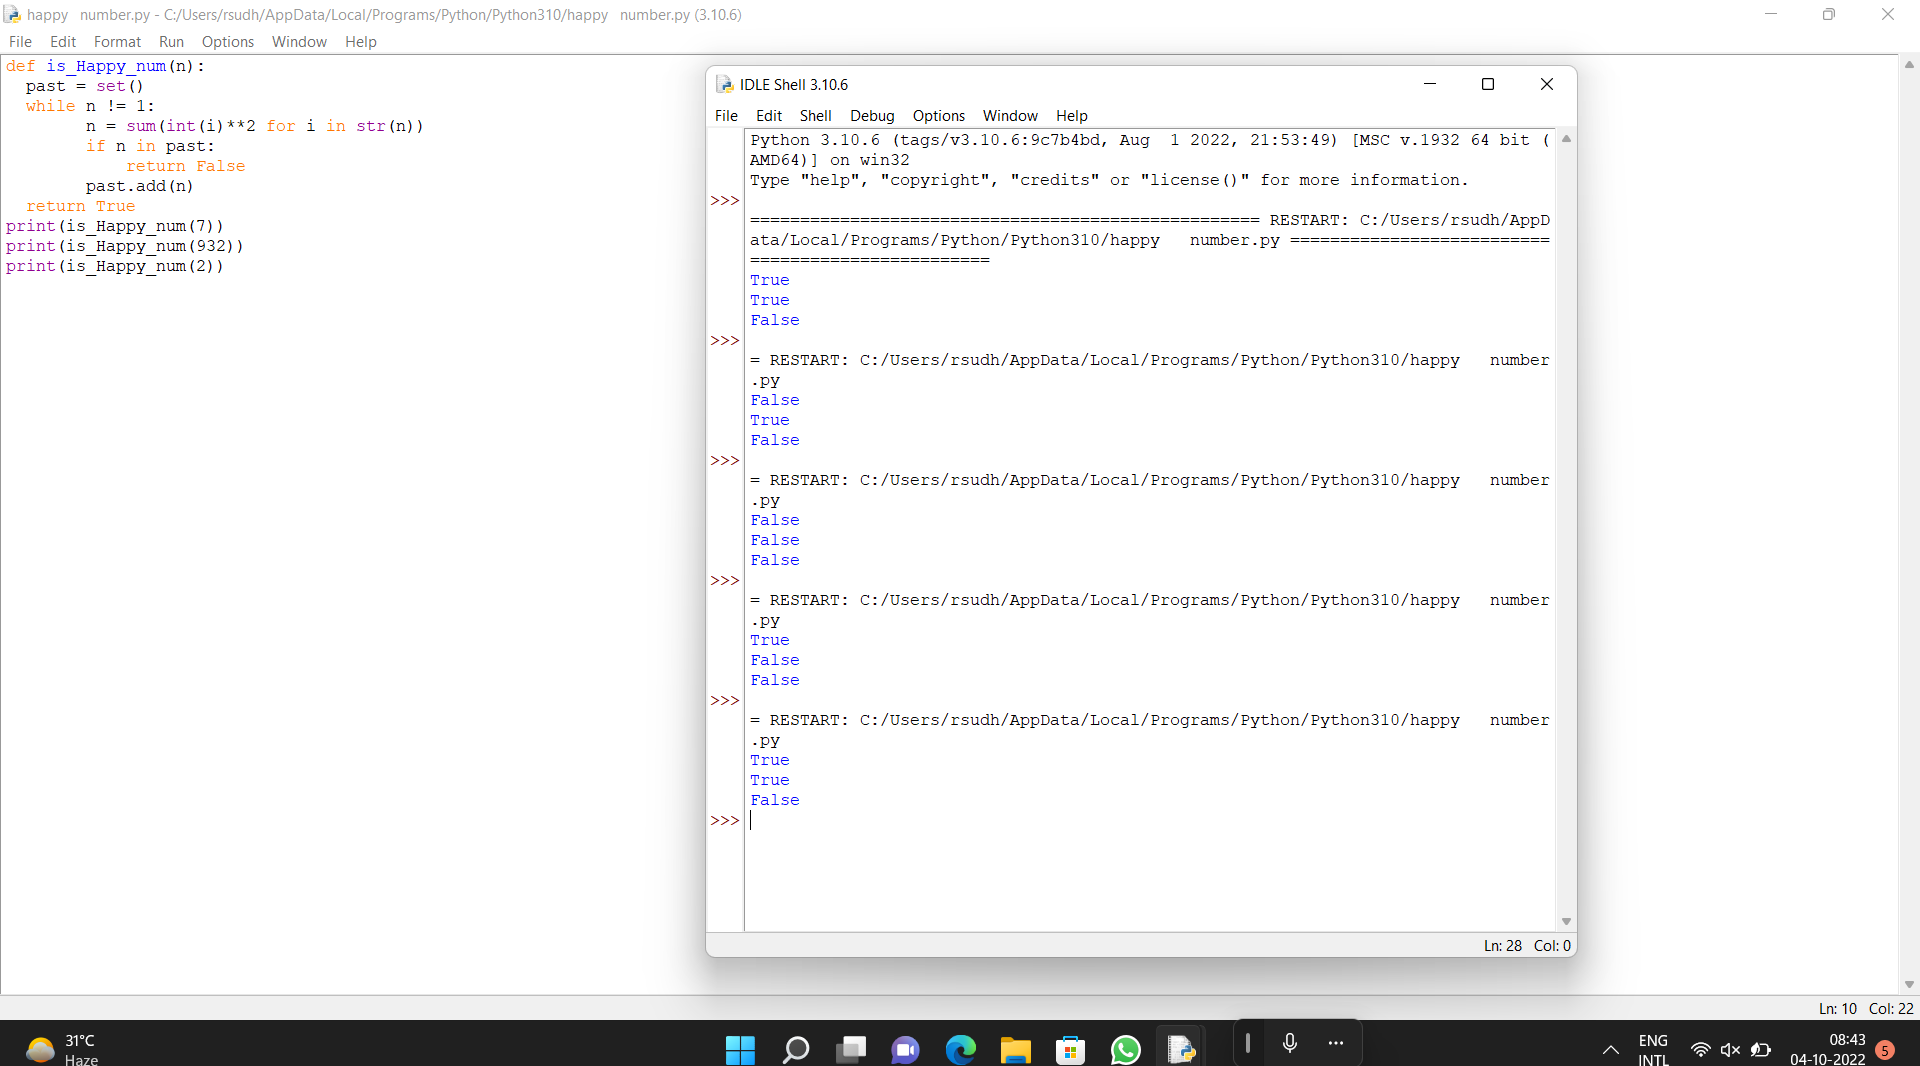 happy   number.py - C:/Users/rsudh/AppData/Local/Programs/Python/Python310/happy   number.py (3.10.6)
File Edit Format Run Options Window Help
def is_Happy_num(n):
  past = set()
  while n != 1:
        n = sum(int(i)**2 for i in str(n))
        if n in past:
            return False
        past.add(n)
  return True
print(is_Happy_num(7))
print(is_Happy_num(932))
print(is_Happy_num(2))
IDLE Shell 3.10.6
File Edit Shell Debug Options Window Help
Python 3.10.6 (tags/v3.10.6:9c7b4bd, Aug  1 2022, 21:53:49) [MSC v.1932 64 bit (
AMD64)] on win32
Type "help", "copyright", "credits" or "license()" for more information.
>>>
=================================================== RESTART: C:/Users/rsudh/AppD
ata/Local/Programs/Python/Python310/happy   number.py ==========================
========================
True
True
False
>>>
= RESTART: C:/Users/rsudh/AppData/Local/Programs/Python/Python310/happy   number
.py
False
True
False
>>>
= RESTART: C:/Users/rsudh/AppData/Local/Programs/Python/Python310/happy   number
.py
False
False
False
>>>
= RESTART: C:/Users/rsudh/AppData/Local/Programs/Python/Python310/happy   number
.py
True
False
False
>>>
= RESTART: C:/Users/rsudh/AppData/Local/Programs/Python/Python310/happy   number
.py
True
True
False
>>>
Ln: 28 Col: 0
Ln: 10 Col: 22
31°C
Haze
ENG
INTL
08:43
04-10-2022
5